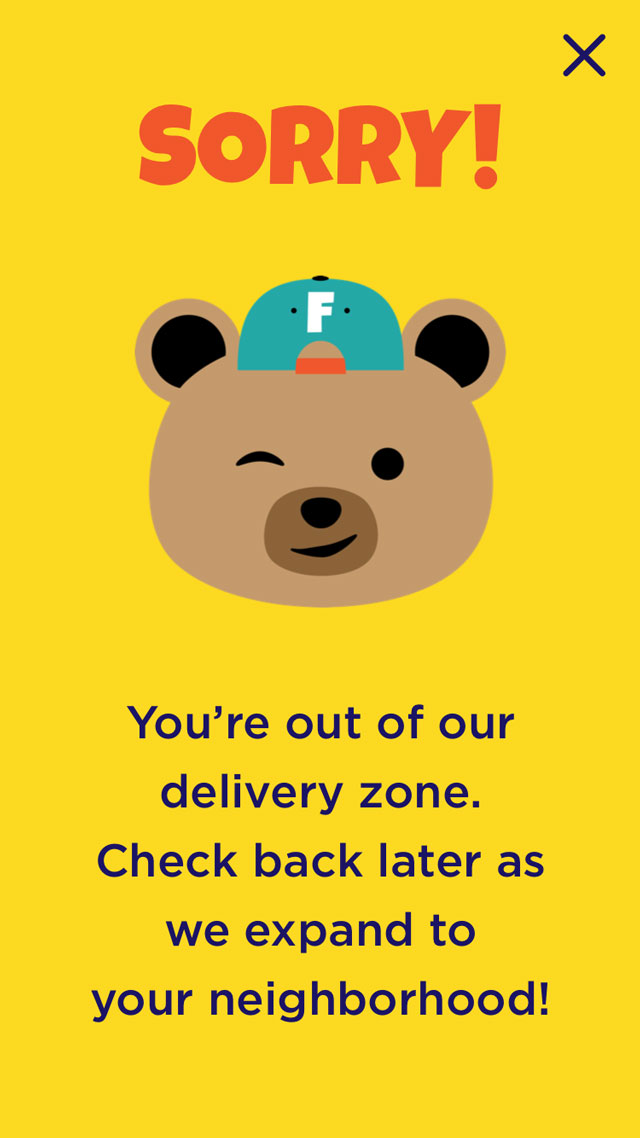 SORRY!
F
You’re out of our
delivery zone.
Check back later as
we expand to
your neighborhood!